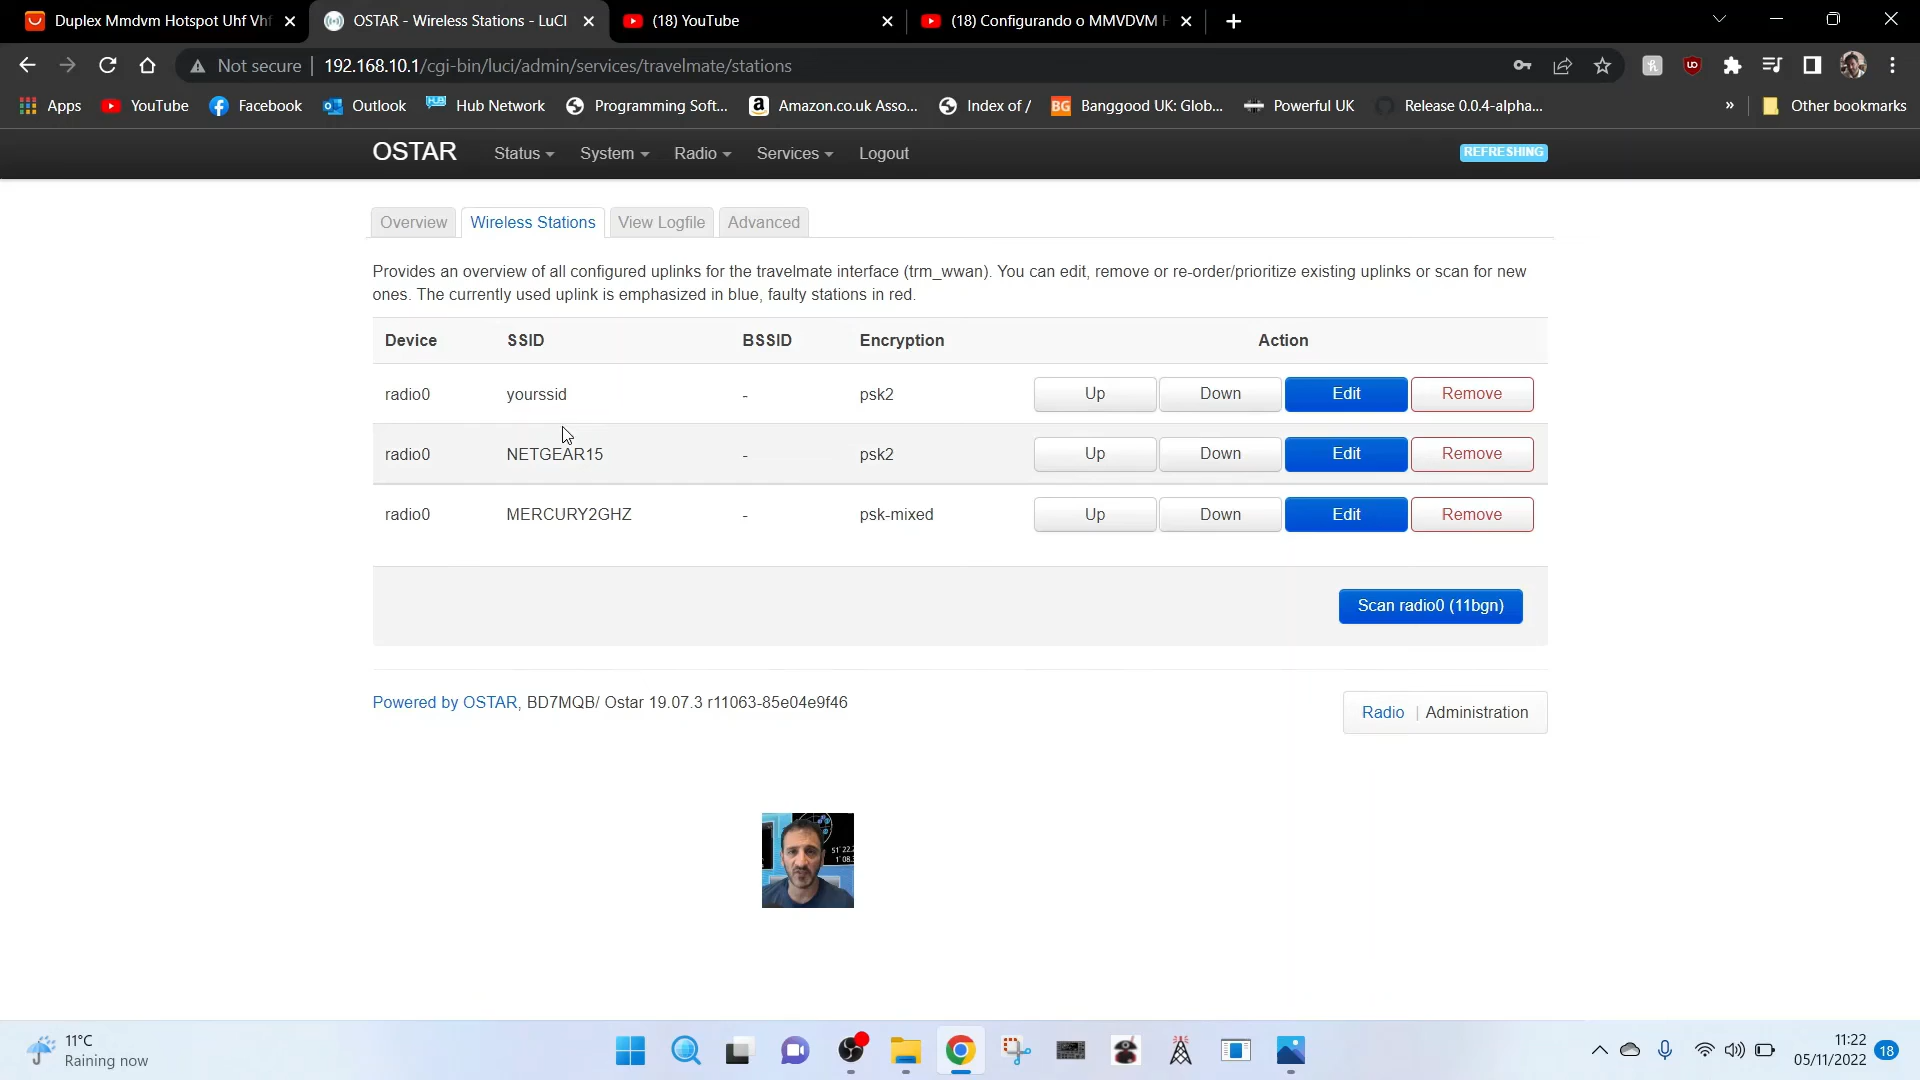 Duplex Mmdvm Hotspot Uhf Vhf
OSTAR - Wireless Stations - LuCI
(18) YouTube
(18) Configurando o MMVDVM H
Not secure
192.168.10.1/cgi-bin/luci/admin/services/travelmate/stations
Apps
YouTube
Facebook
Outlook
HUB
Hub Network
Programming Soft...
Amazon.co.uk Asso...
Index of /
BG
Banggood UK: Glob...
Powerful UK
Release 0.0.4-alpha...
»
Other bookmarks
OSTAR
Status
System
Radio
Services
Logout
REFRESHING
Overview
Wireless Stations
View Logfile
Advanced
Provides an overview of all configured uplinks for the travelmate interface (trm_wwan). You can edit, remove or re-order/prioritize existing uplinks or scan for new
ones. The currently used uplink is emphasized in blue, faulty stations in red.
Device SSID BSSID Encryption Action
radio0 yourssid - psk2 Up Down Edit Remove
radio0 NETGEAR15 - psk2 Up Down Edit Remove
radio0 MERCURY2GHZ - psk-mixed Up Down Edit Remove
Scan radio0 (11bgn)
Powered by OSTAR, BD7MQB/ Ostar 19.07.3 r11063-85e04e9f46
Radio | Administration
51°22.2
1°08.3
11°C
Raining now
11:22
05/11/2022
18